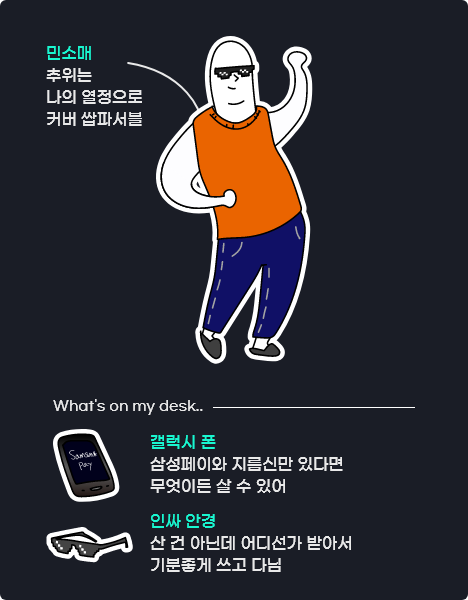 민소매
추위는
나의 열정으로
커버 쌉파서블
What's on my desk..
Samsung
Pay
갤럭시 폰
삼성페이와 지름신만 있다면
무엇이든 살 수 있어
인싸 안경
산 건 아닌데 어디선가 받아서
기분좋게 쓰고 다님